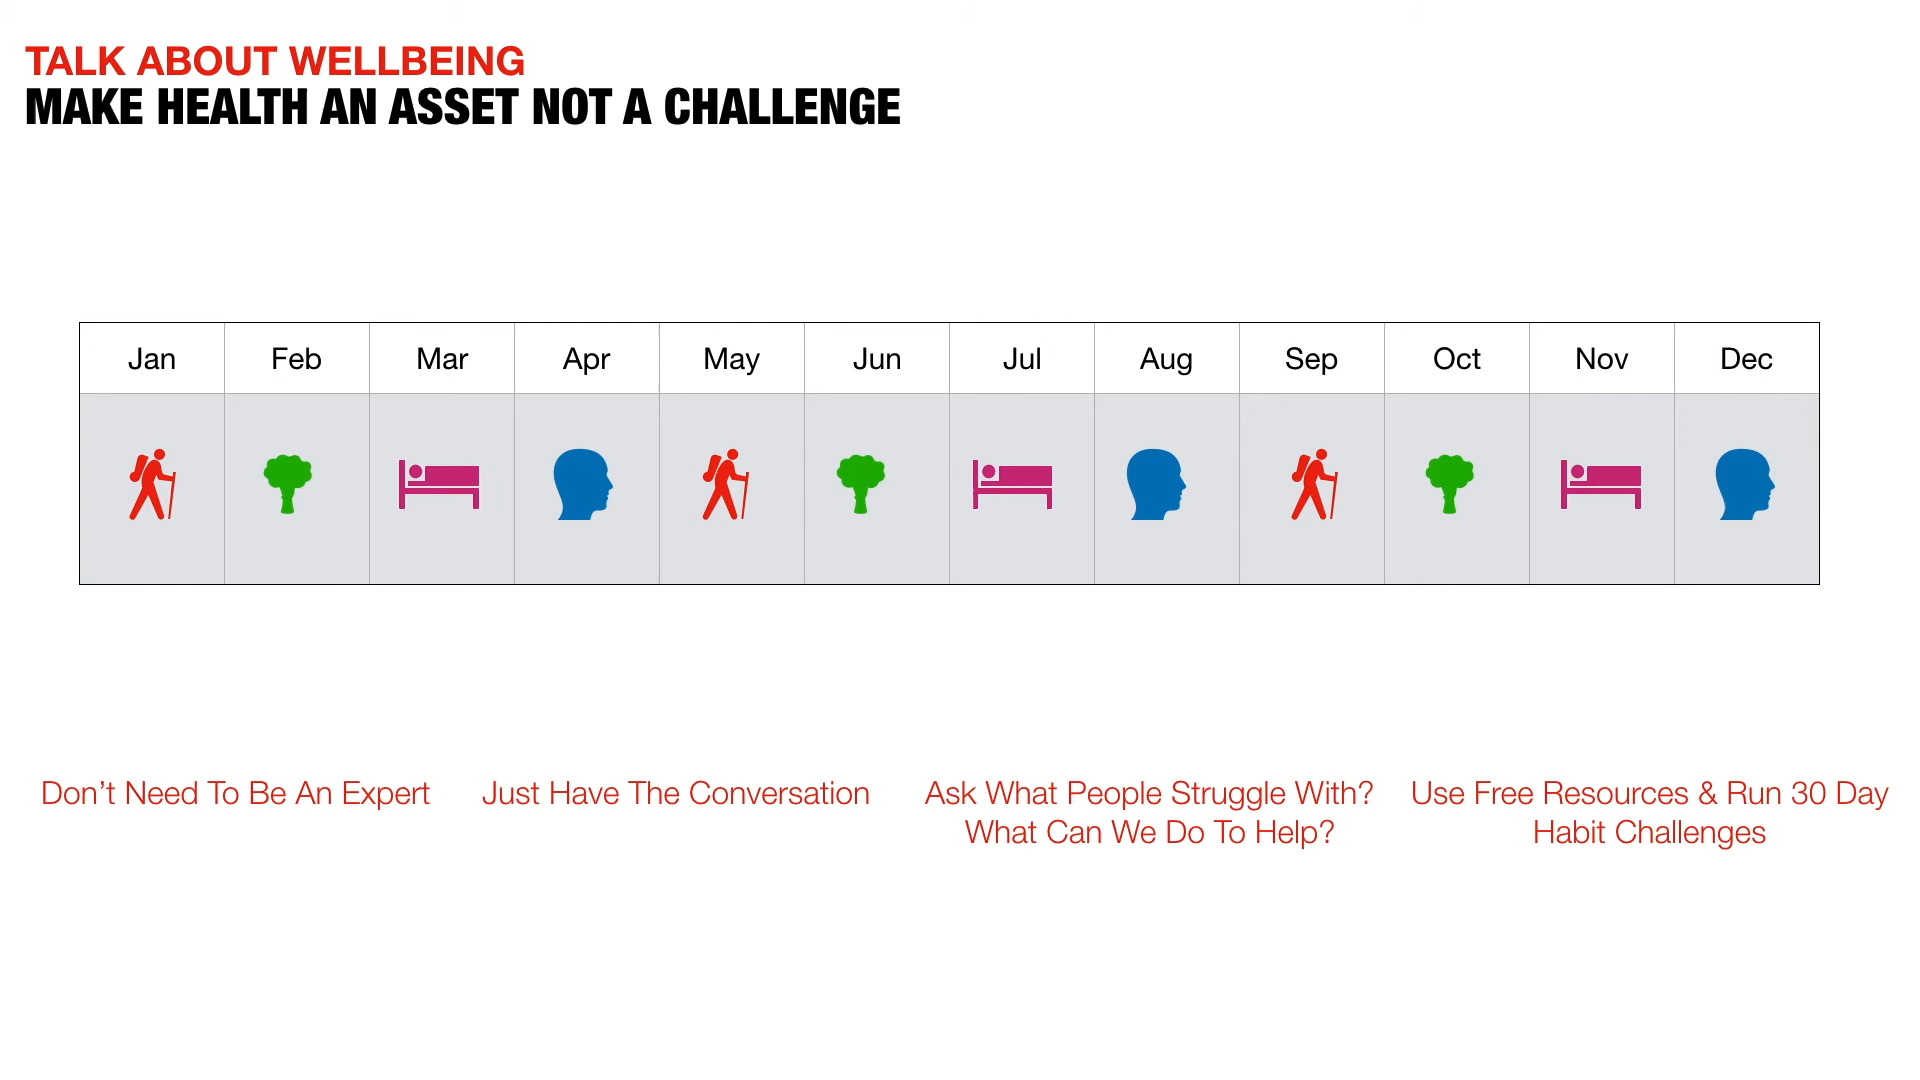 TALK ABOUT WELLBEING
MAKE HEALTH AN ASSET NOT A CHALLENGE
Jan Feb Mar Apr May Jun Jul Aug Sep Oct Nov Dec
Don’t Need To Be An Expert
Just Have The Conversation
Ask What People Struggle With?
What Can We Do To Help?
Use Free Resources & Run 30 Day
Habit Challenges